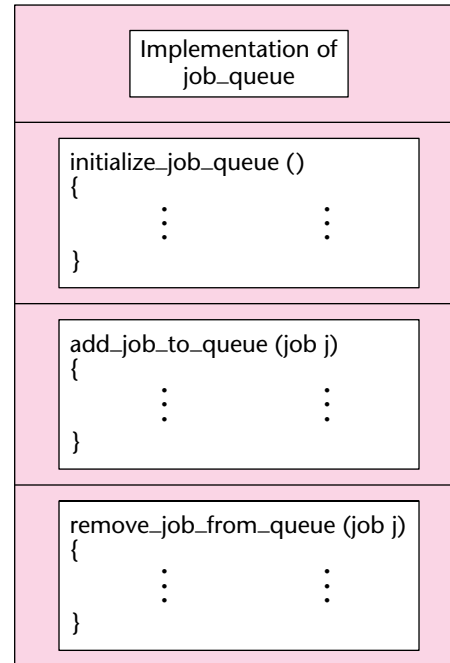 Implementation of
job_queue
initialize_job_queue ()
{
⋮ ⋮
}
add_job_to_queue (job j)
{
⋮ ⋮
}
remove_job_from_queue (job j)
{
⋮ ⋮
}